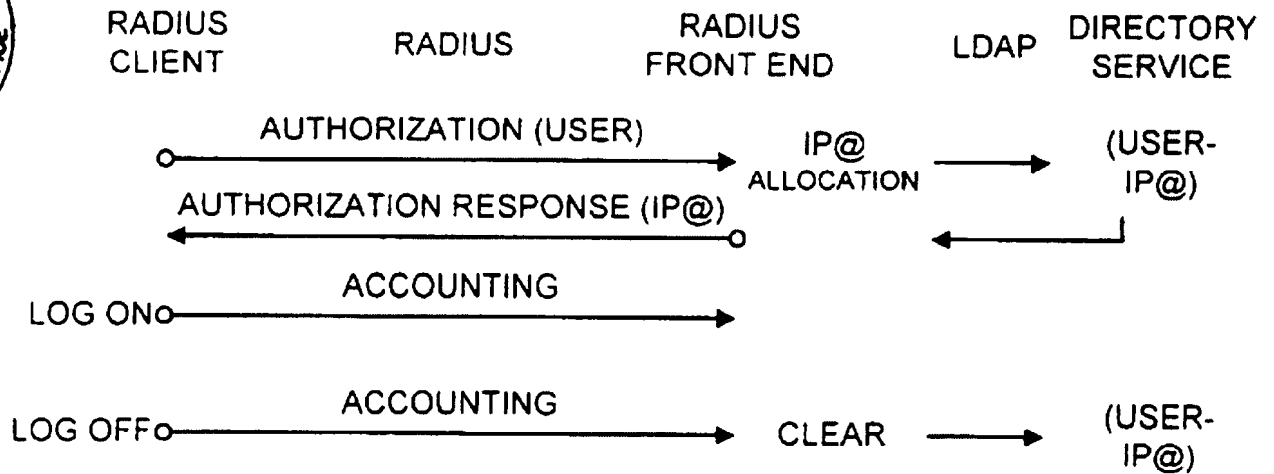 RADIUS CLIENT
RADIUS
RADIUS FRONT END
LDAP
DIRECTORY SERVICE
AUTHORIZATION (USER)
IP@ ALLOCATION
(USER-IP@)
AUTHORIZATION RESPONSE (IP@)
ACCOUNTING
LOG ON
ACCOUNTING
LOG OFF
CLEAR
(USER-IP@)